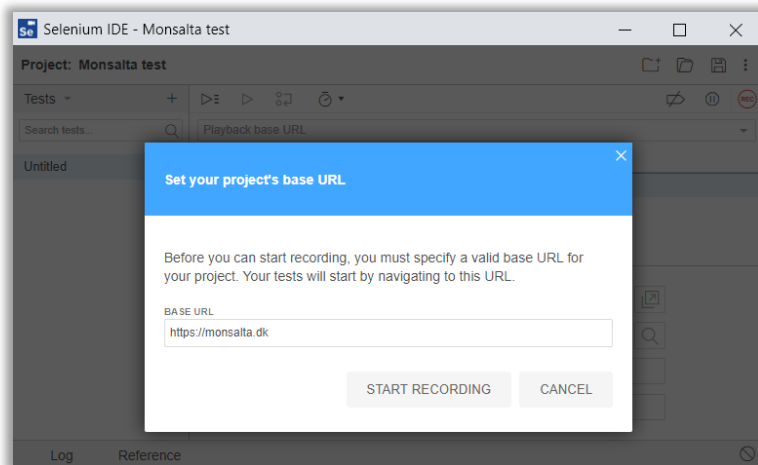 Se Selenium IDE - Monsalta test
Project: Monsalta test
Tests
Search tests...
Playback base URL
REC
Untitled
Set your project's base URL
Before you can start recording, you must specify a valid base URL for
your project. Your tests will start by navigating to this URL.
BASE URL
https://monsalta.dk
START RECORDING CANCEL
Log Reference